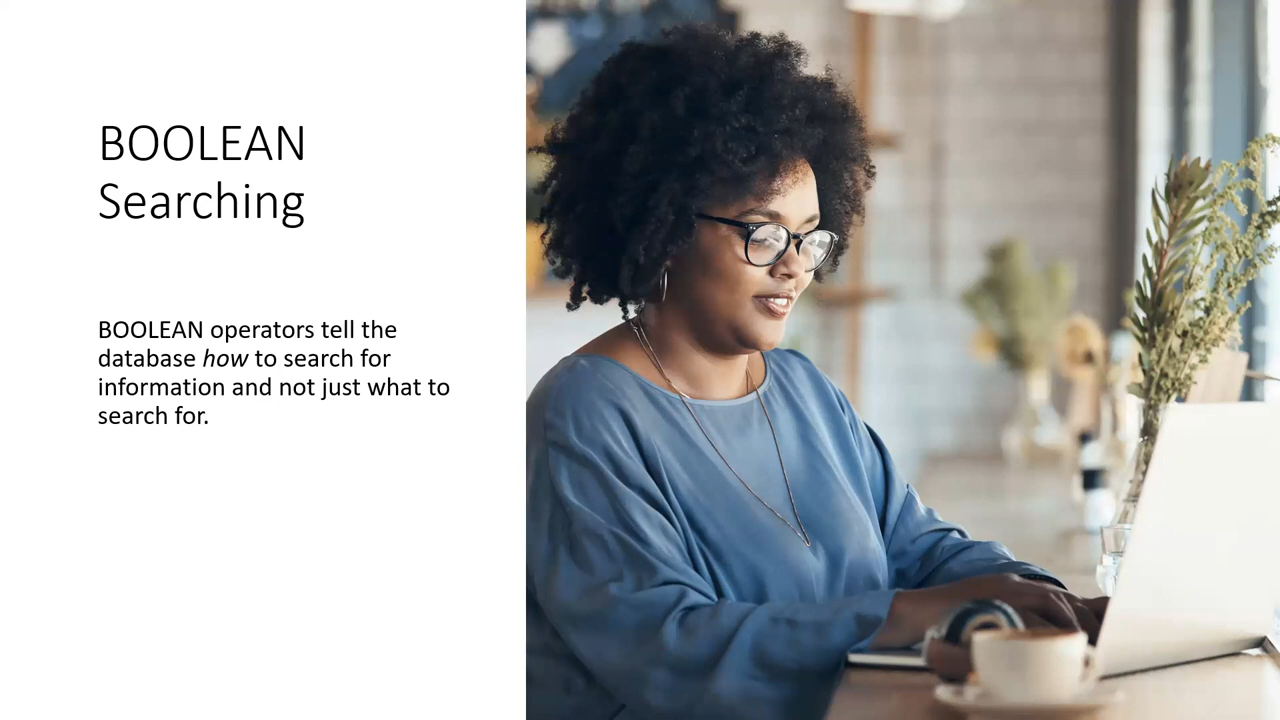 BOOLEAN
Searching
BOOLEAN operators tell the
database how to search for
information and not just what to
search for.